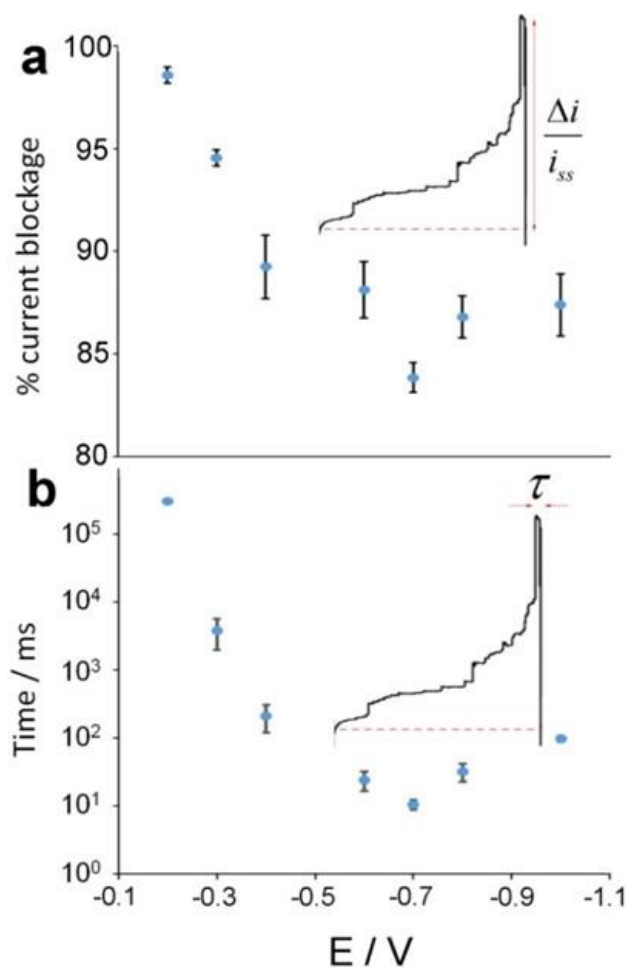 a
% current blockage
100
95
90
85
80
Δi
i_ss
b
Time / ms
10⁵
10⁴
10³
10²
10¹
10⁰
τ
-0.1
-0.3
-0.5
-0.7
-0.9
-1.1
E / V